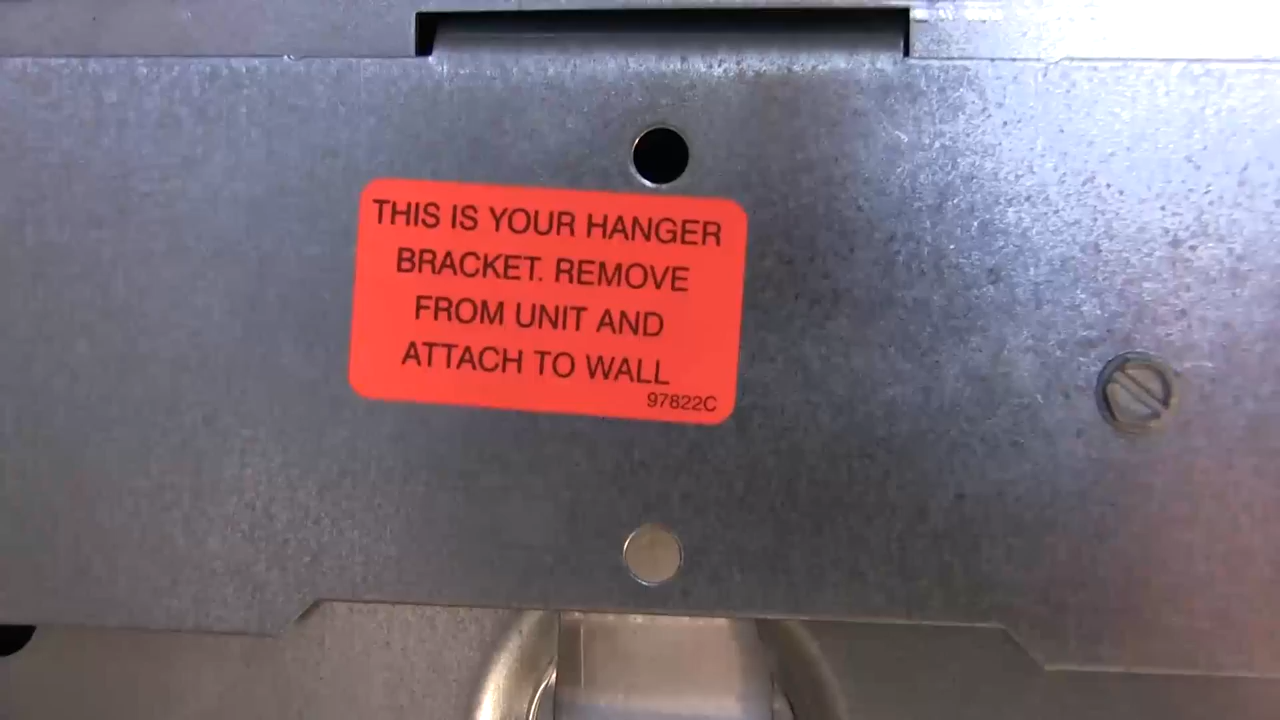 THIS IS YOUR HANGER
BRACKET. REMOVE
FROM UNIT AND
ATTACH TO WALL
97822C